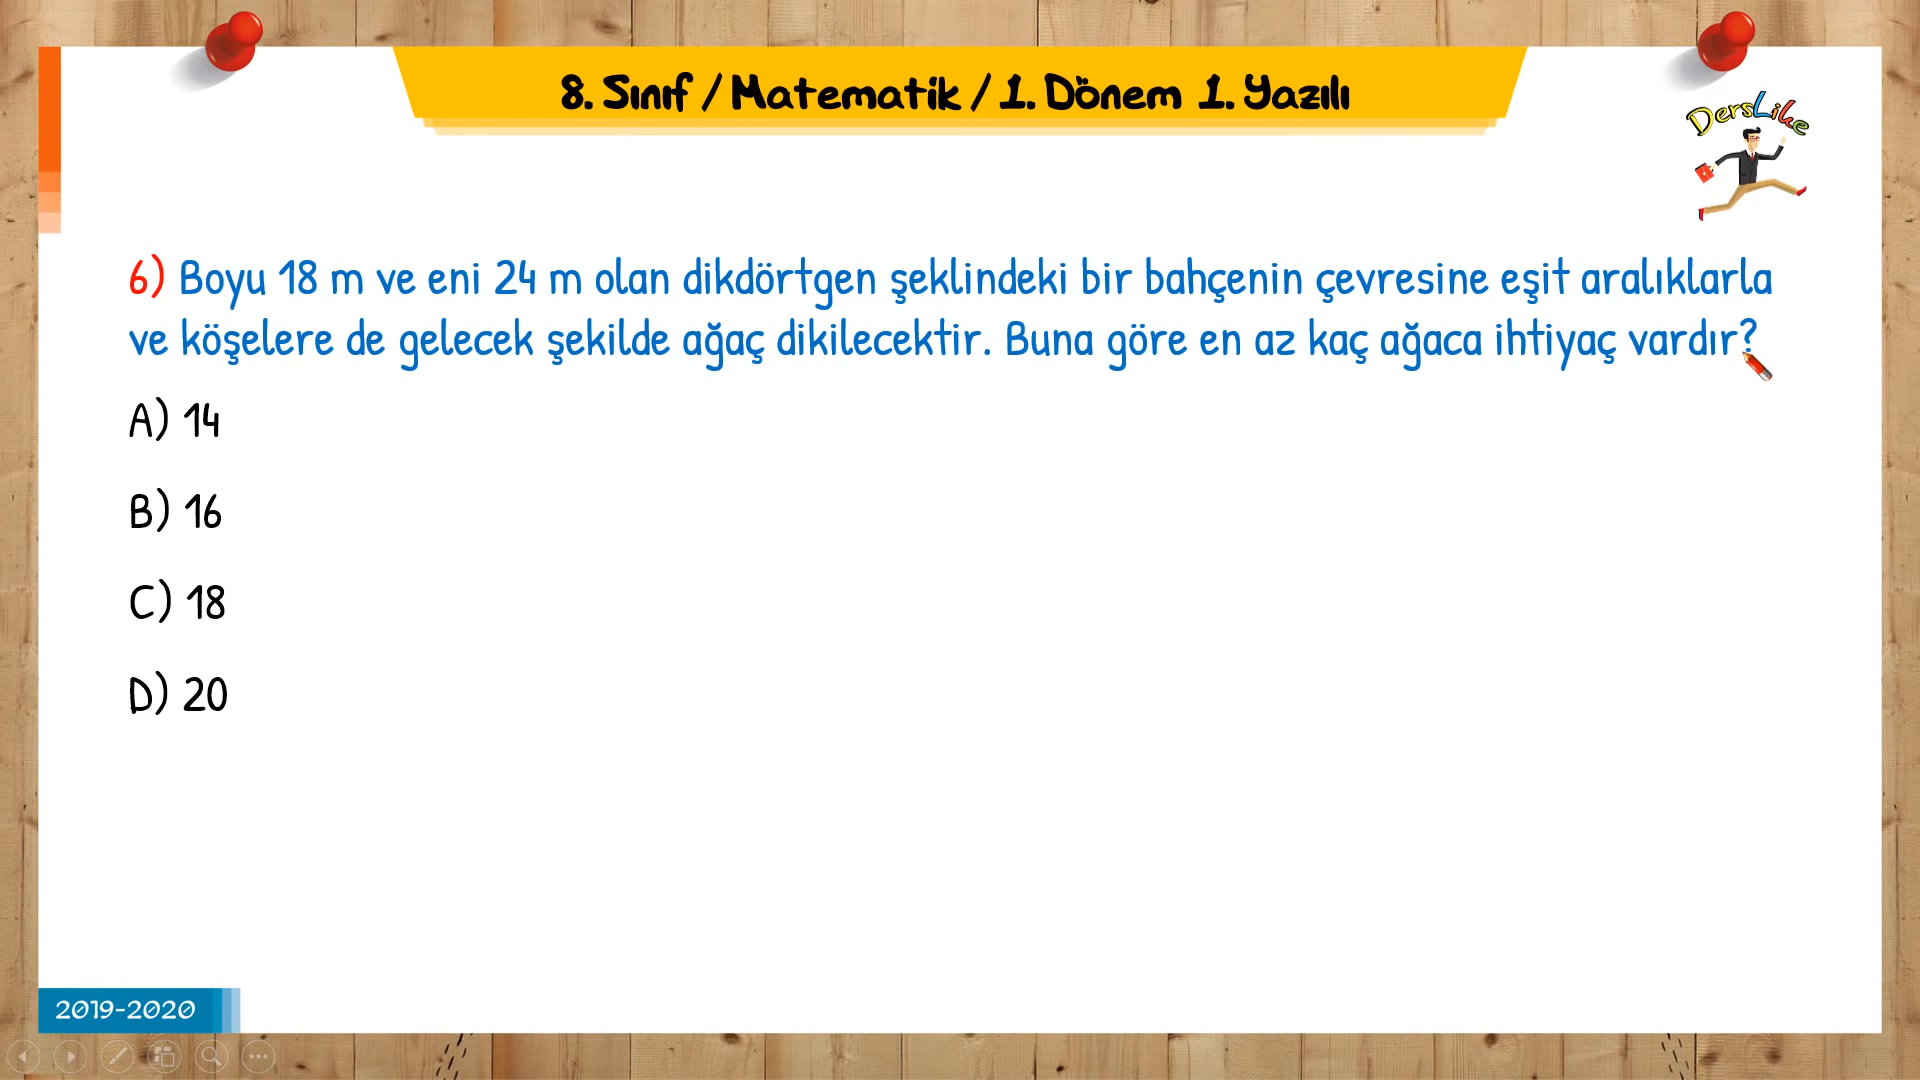 8. Sınıf / Matematik / 1. Dönem 1. Yazılı
DersLike
6) Boyu 18 m ve eni 24 m olan dikdörtgen şeklindeki bir bahçenin çevresine eşit aralıklarla
ve köşelere de gelecek şekilde ağaç dikilecektir. Buna göre en az kaç ağaca ihtiyaç vardır?
A) 14
B) 16
C) 18
D) 20
2019-2020